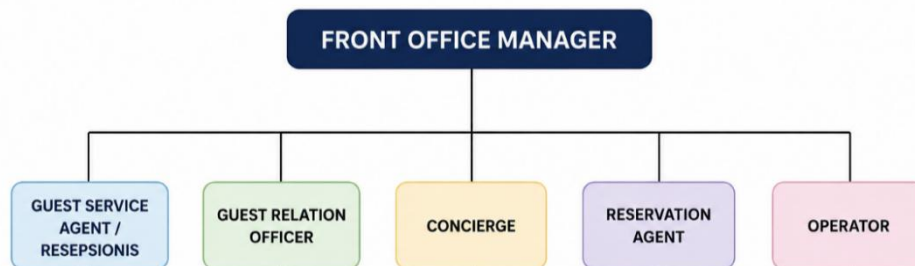 FRONT OFFICE MANAGER
GUEST SERVICE
AGENT /
RESEPSIONIS
GUEST RELATION
OFFICER
CONCIERGE
RESERVATION
AGENT
OPERATOR